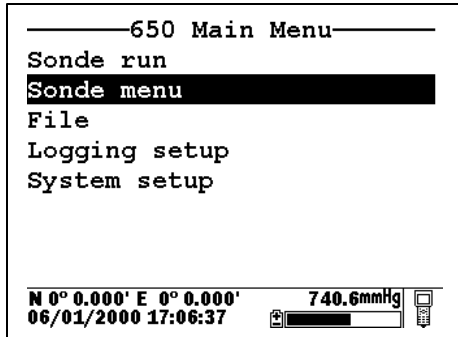 650 Main Menu
Sonde run
Sonde menu
File
Logging setup
System setup
N 0° 0.000' E 0° 0.000' 740.6mmHg
06/01/2000 17:06:37